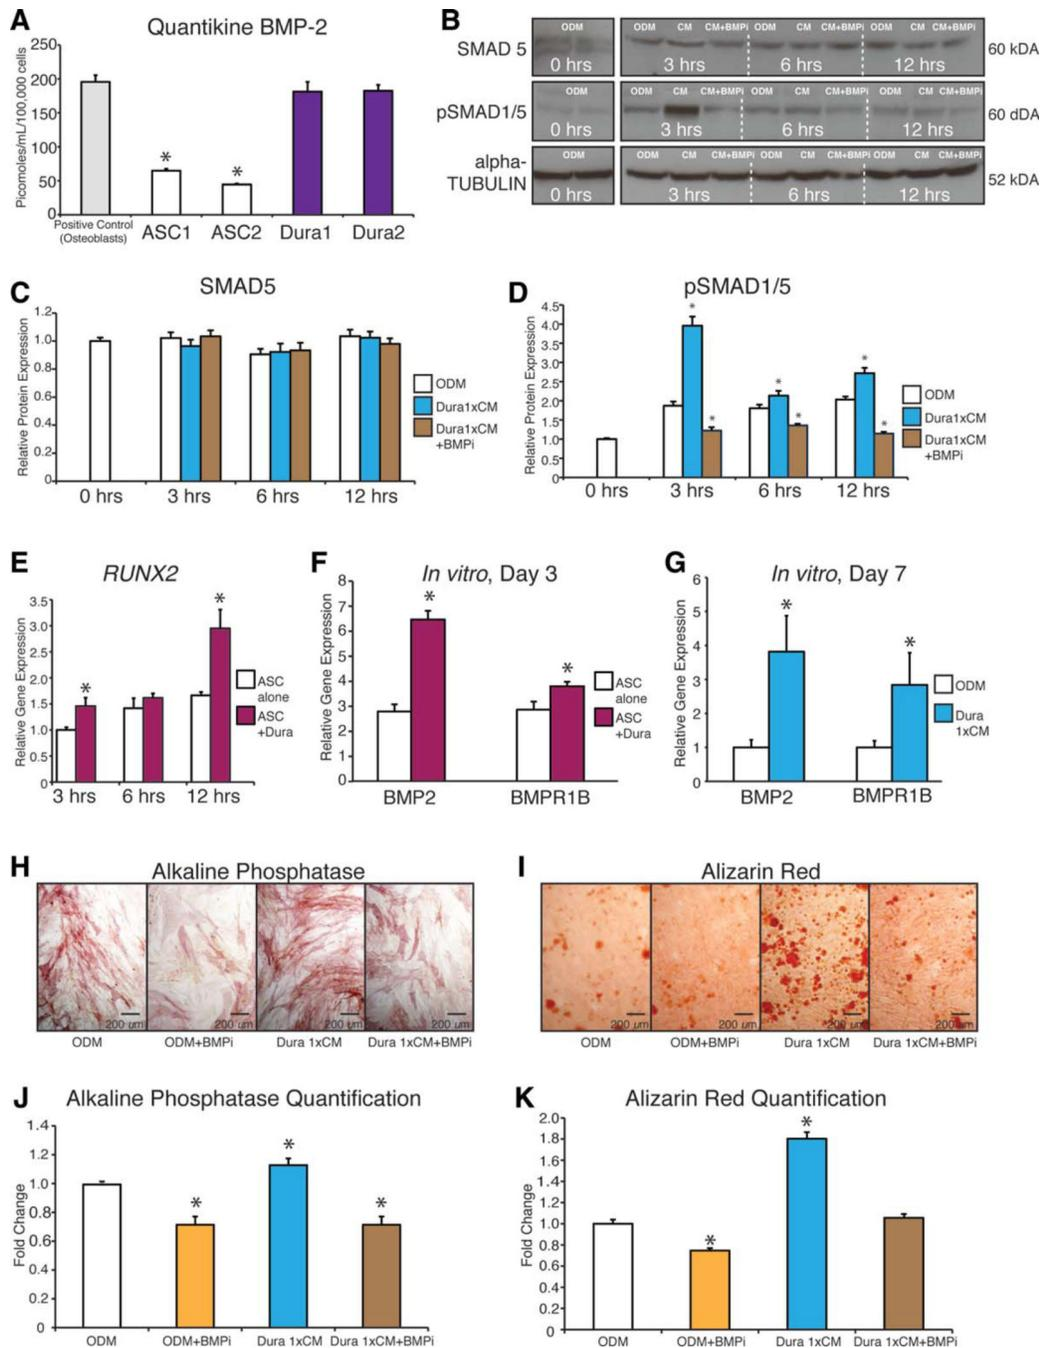 A
Quantikine BMP-2
Picomoles/mL/100,000 cells
250
200
150
100
50
0
*
*
Positive Control
(Osteoblasts)
ASC1
ASC2
Dura1
Dura2
B
SMAD 5
ODM
ODM CM CM+BMPi ODM CM CM+BMPi ODM CM CM+BMPi
0 hrs
3 hrs
6 hrs
12 hrs
60 kDA
pSMAD1/5
ODM
ODM CM CM+BMPi ODM CM CM+BMPi ODM CM CM+BMPi
0 hrs
3 hrs
6 hrs
12 hrs
60 dDA
alpha-
TUBULIN
ODM
ODM CM CM+BMPi ODM CM CM+BMPi ODM CM CM+BMPi
0 hrs
3 hrs
6 hrs
12 hrs
52 kDA
C
SMAD5
Relative Protein Expression
1.2
1.0
0.8
0.6
0.4
0.2
0
0 hrs
3 hrs
6 hrs
12 hrs
ODM
Dura1xCM
Dura1xCM
+BMPi
D
pSMAD1/5
Relative Protein Expression
4.5
4.0
3.5
3.0
2.5
2.0
1.5
1.0
0.5
0
*
*
*
*
*
*
0 hrs
3 hrs
6 hrs
12 hrs
ODM
Dura1xCM
Dura1xCM
+BMPi
E
RUNX2
Relative Gene Expression
3.5
3.0
2.5
2.0
1.5
1.0
0.5
0.0
*
*
3 hrs
6 hrs
12 hrs
ASC
alone
ASC
+Dura
F
In vitro, Day 3
Relative Gene Expression
8
7
6
5
4
3
2
1
0
*
*
BMP2
BMPR1B
ASC
alone
ASC
+Dura
G
In vitro, Day 7
Relative Gene Expression
6
5
4
3
2
1
0
*
*
BMP2
BMPR1B
ODM
Dura
1xCM
H
Alkaline Phosphatase
200 um
200 um
200 um
200 um
ODM
ODM+BMPi
Dura 1xCM
Dura 1xCM+BMPi
I
Alizarin Red
200 um
200 um
200 um
200 um
ODM
ODM+BMPi
Dura 1xCM
Dura 1xCM+BMPi
J
Alkaline Phosphatase Quantification
Fold Change
1.4
1.2
1.0
0.8
0.6
0.4
0.2
0
*
*
*
ODM
ODM+BMPi
Dura 1xCM
Dura 1xCM+BMPi
K
Alizarin Red Quantification
Fold Change
2.0
1.8
1.6
1.4
1.2
1.0
0.8
0.6
0.4
0.2
0
*
*
ODM
ODM+BMPi
Dura 1xCM
Dura 1xCM+BMPi